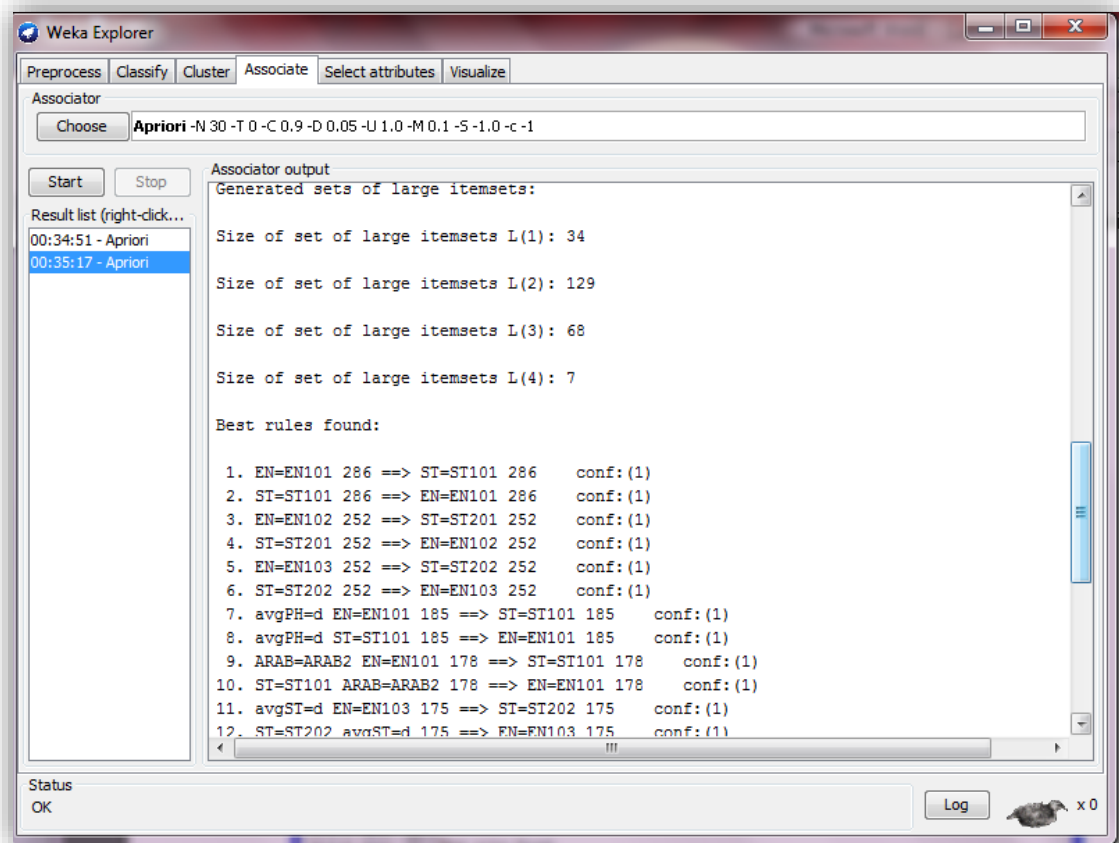 Weka Explorer
Preprocess Classify Cluster Associate Select attributes Visualize
Associator
Choose Apriori -N 30 -T 0 -C 0.9 -D 0.05 -U 1.0 -M 0.1 -S -1.0 -c -1
Start Stop
Result list (right-click...
00:34:51 - Apriori
00:35:17 - Apriori
Associator output
Generated sets of large itemsets:
Size of set of large itemsets L(1): 34
Size of set of large itemsets L(2): 129
Size of set of large itemsets L(3): 68
Size of set of large itemsets L(4): 7
Best rules found:
1. EN=EN101 286 ==> ST=ST101 286 conf:(1)
2. ST=ST101 286 ==> EN=EN101 286 conf:(1)
3. EN=EN102 252 ==> ST=ST201 252 conf:(1)
4. ST=ST201 252 ==> EN=EN102 252 conf:(1)
5. EN=EN103 252 ==> ST=ST202 252 conf:(1)
6. ST=ST202 252 ==> EN=EN103 252 conf:(1)
7. avgPH=d EN=EN101 185 ==> ST=ST101 185 conf:(1)
8. avgPH=d ST=ST101 185 ==> EN=EN101 185 conf:(1)
9. ARAB=ARAB2 EN=EN101 178 ==> ST=ST101 178 conf:(1)
10. ST=ST101 ARAB=ARAB2 178 ==> EN=EN101 178 conf:(1)
11. avgST=d EN=EN103 175 ==> ST=ST202 175 conf:(1)
12. ST=ST202 avgST=d 175 ==> EN=EN103 175 conf:(1)
Status
OK
Log
x 0